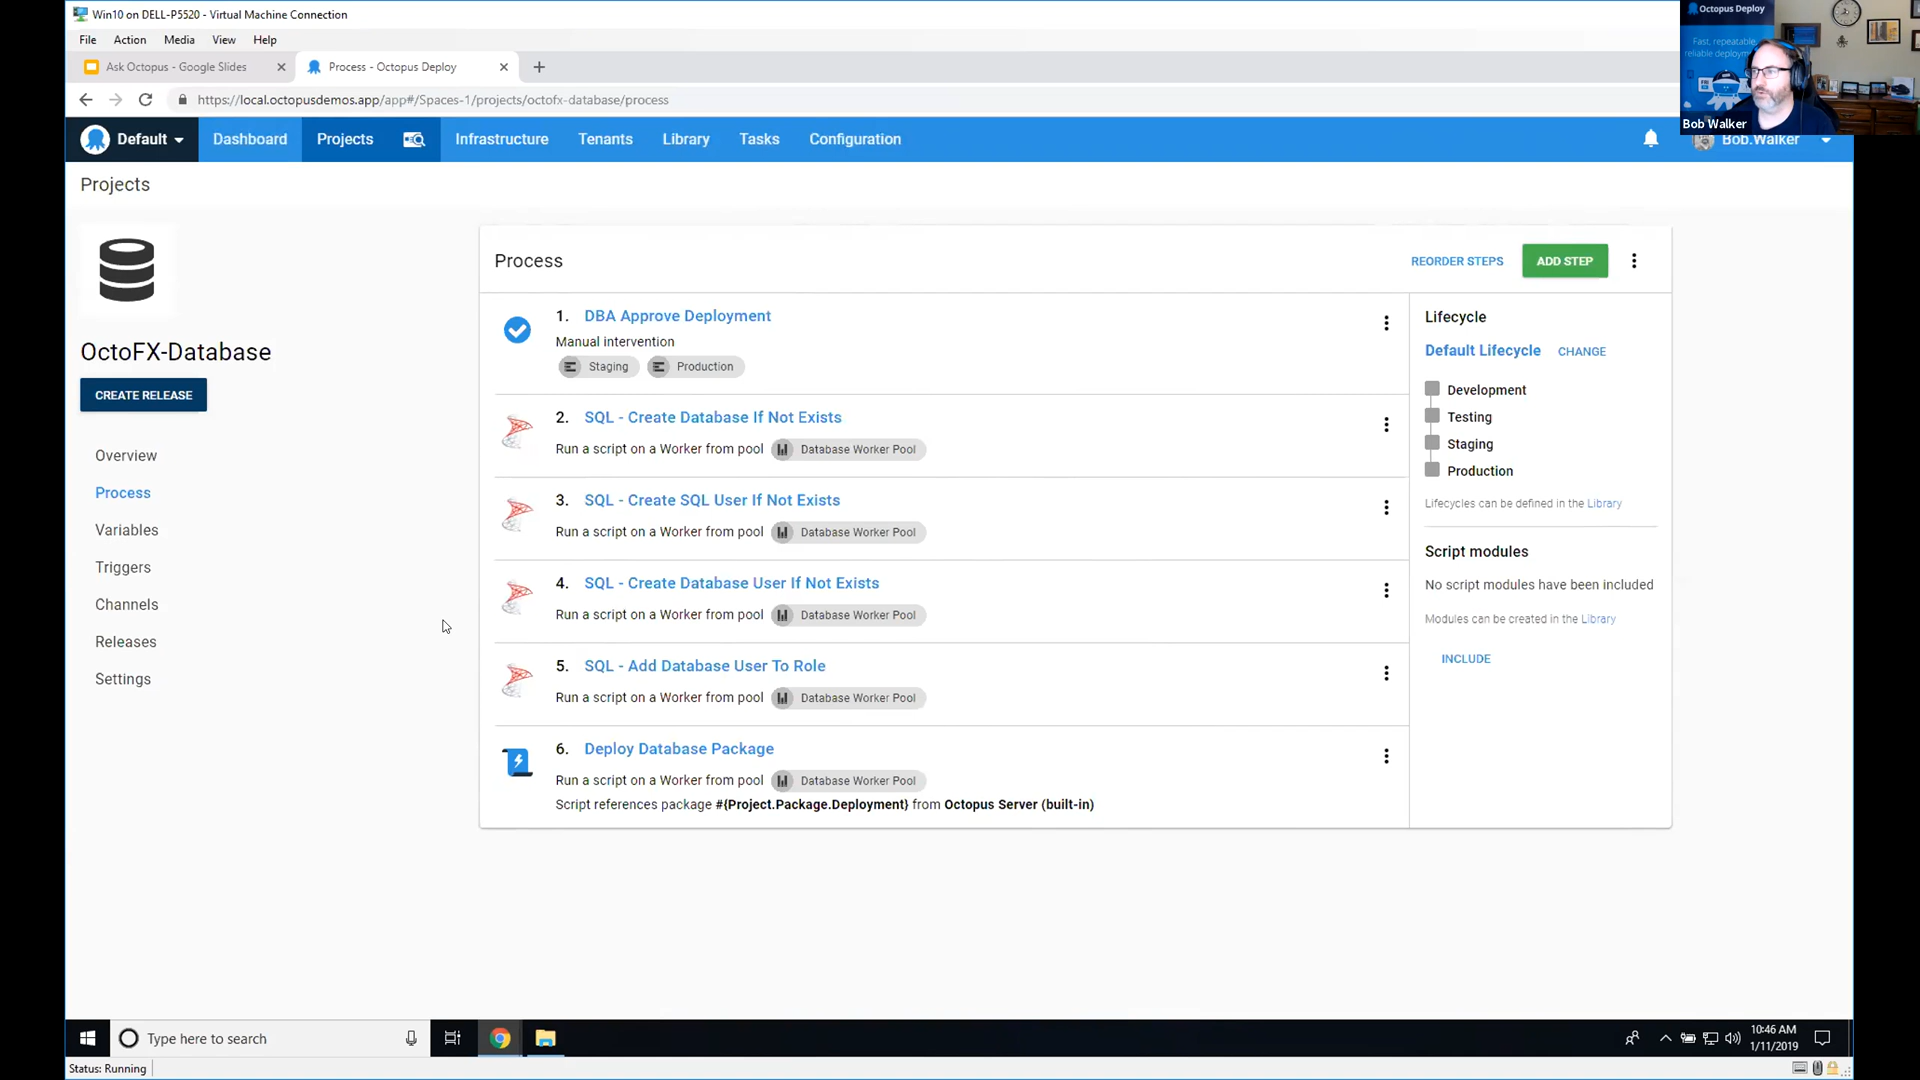 Win10 on DELL-P5520 - Virtual Machine Connection
File Action Media View Help
Ask Octopus - Google Slides
Process - Octopus Deploy
https://local.octopusdemos.app/app#/Spaces-1/projects/octofx-database/process
Octopus Deploy
Fast, repeatable,
reliable deployments
Bob Walker
Default Dashboard Projects Infrastructure Tenants Library Tasks Configuration Bob.Walker
Projects
OctoFX-Database
CREATE RELEASE
Overview
Process
Variables
Triggers
Channels
Releases
Settings
Process
REORDER STEPS
ADD STEP
1. DBA Approve Deployment
Manual intervention
Staging Production
2. SQL - Create Database If Not Exists
Run a script on a Worker from pool Database Worker Pool
3. SQL - Create SQL User If Not Exists
Run a script on a Worker from pool Database Worker Pool
4. SQL - Create Database User If Not Exists
Run a script on a Worker from pool Database Worker Pool
5. SQL - Add Database User To Role
Run a script on a Worker from pool Database Worker Pool
6. Deploy Database Package
Run a script on a Worker from pool Database Worker Pool
Script references package #{Project.Package.Deployment} from Octopus Server (built-in)
Lifecycle
Default Lifecycle CHANGE
Development
Testing
Staging
Production
Lifecycles can be defined in the Library
Script modules
No script modules have been included
Modules can be created in the Library
INCLUDE
Type here to search
10:46 AM
1/11/2019
Status: Running